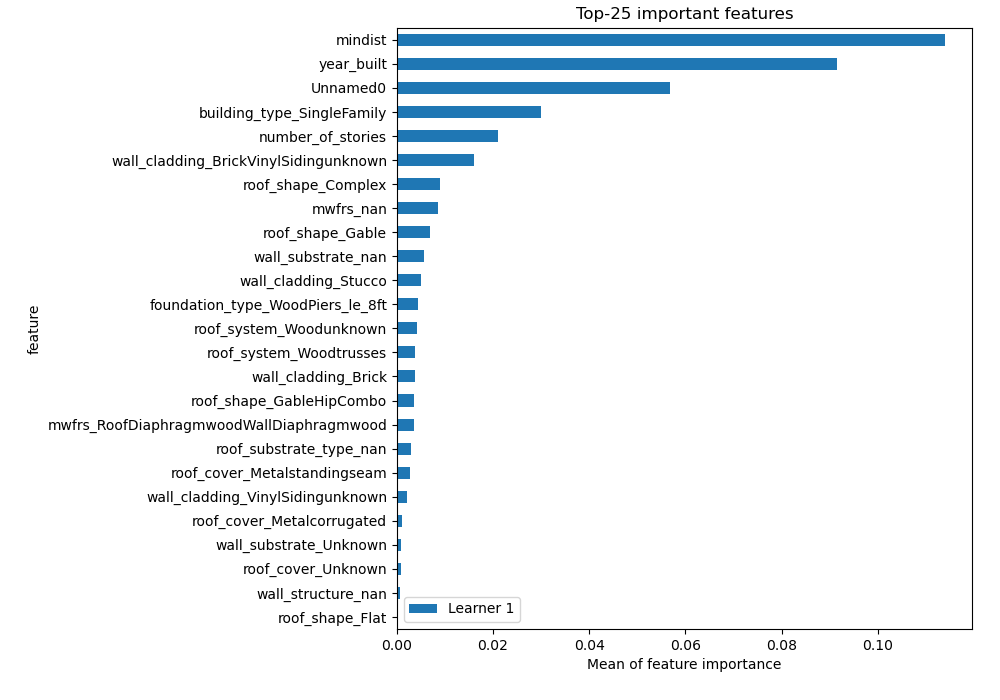 Top-25 important features
mindist
year_built
Unnamed0
building_type_SingleFamily
number_of_stories
wall_cladding_BrickVinylSidingunknown
roof_shape_Complex
mwfrs_nan
roof_shape_Gable
wall_substrate_nan
wall_cladding_Stucco
foundation_type_WoodPiers_le_8ft
roof_system_Woodunknown
roof_system_Woodtrusses
wall_cladding_Brick
roof_shape_GableHipCombo
mwfrs_RoofDiaphragmwoodWallDiaphragmwood
roof_substrate_type_nan
roof_cover_Metalstandingseam
wall_cladding_VinylSidingunknown
roof_cover_Metalcorrugated
wall_substrate_Unknown
roof_cover_Unknown
wall_structure_nan
roof_shape_Flat
feature
Learner 1
0.00 0.02 0.04 0.06 0.08 0.10
Mean of feature importance